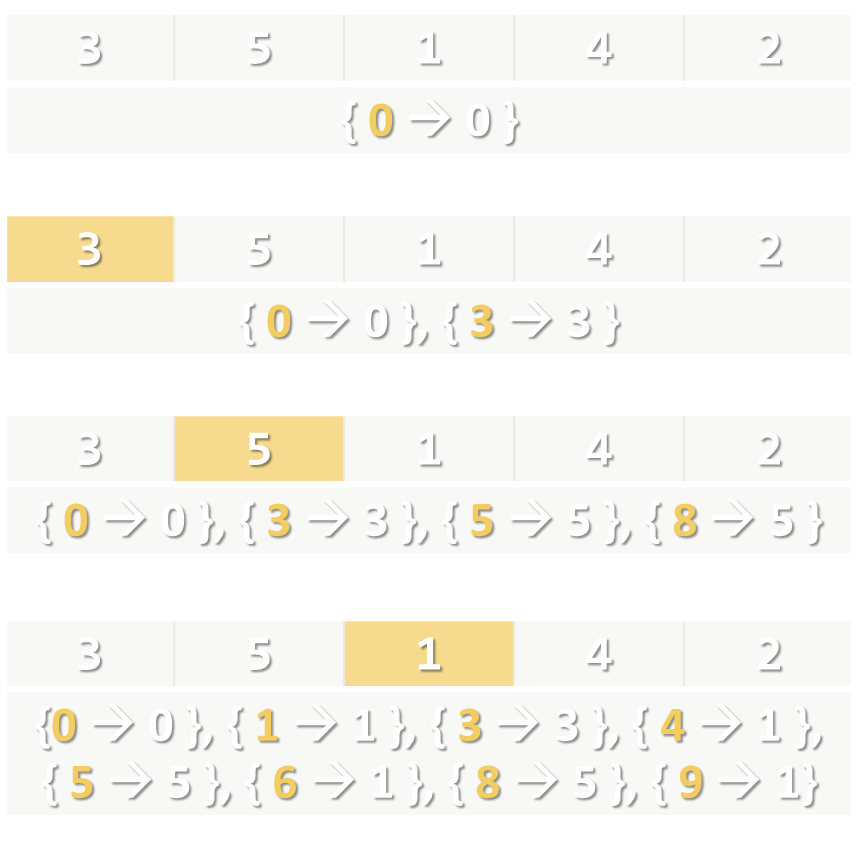 3 5 1 4 2
{ 0 → 0 }
3 5 1 4 2
{ 0 → 0 }, { 3 → 3 }
3 5 1 4 2
{ 0 → 0 }, { 3 → 3 }, { 5 → 5 }, { 8 → 5 }
3 5 1 4 2
{0 → 0 }, { 1 → 1 }, { 3 → 3 }, { 4 → 1 },
{ 5 → 5 }, { 6 → 1 }, { 8 → 5 }, { 9 → 1}